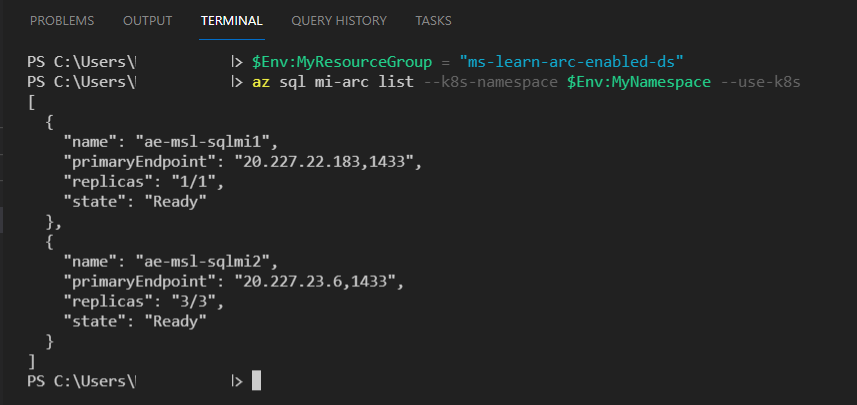 PROBLEMS OUTPUT TERMINAL QUERY HISTORY TASKS
PS C:\Users\ > $Env:MyResourceGroup = "ms-learn-arc-enabled-ds"
PS C:\Users\ > az sql mi-arc list --k8s-namespace $Env:MyNamespace --use-k8s
[
  {
    "name": "ae-msl-sqlmi1",
    "primaryEndpoint": "20.227.22.183,1433",
    "replicas": "1/1",
    "state": "Ready"
  },
  {
    "name": "ae-msl-sqlmi2",
    "primaryEndpoint": "20.227.23.6,1433",
    "replicas": "3/3",
    "state": "Ready"
  }
]
PS C:\Users\ >